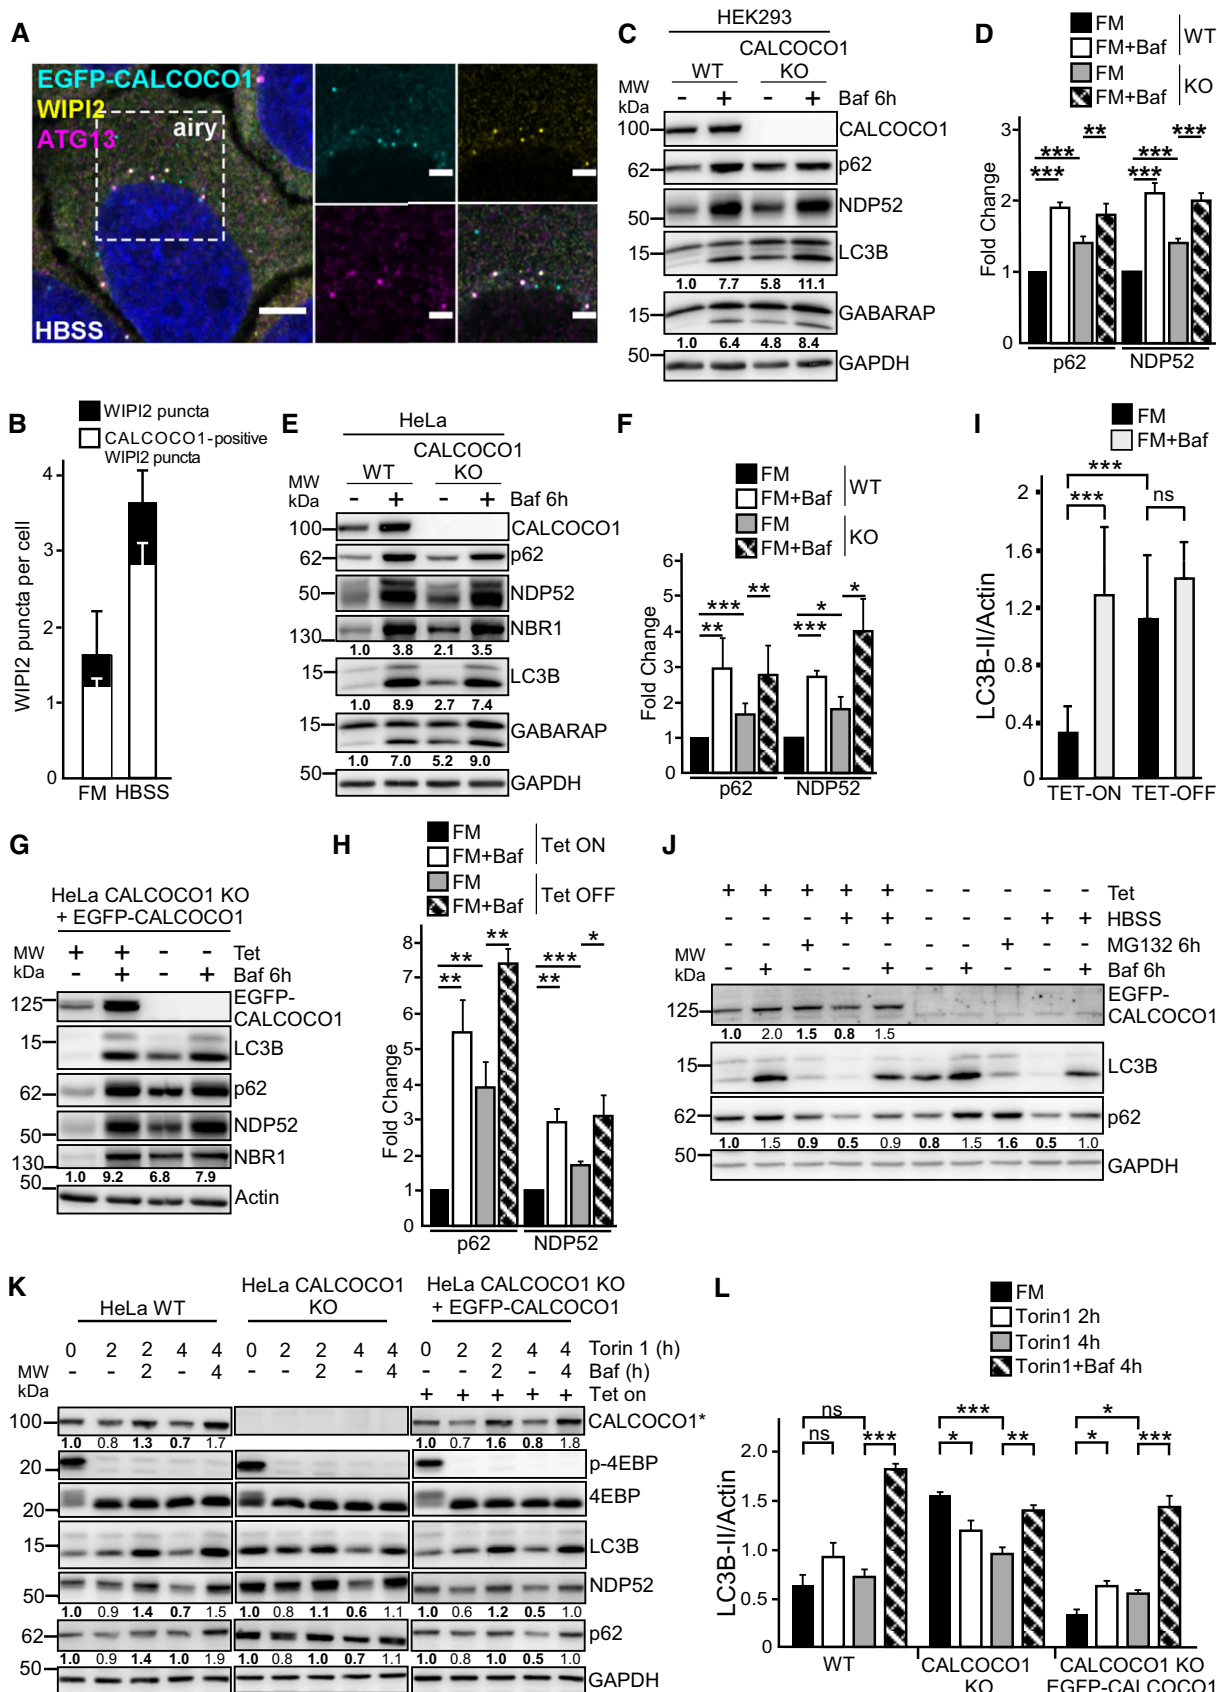 A
EGFP-CALCOCO1
WIPI2
ATG13
airy
HBSS
B
WIPI2 puncta
CALCOCO1-positive
WIPI2 puncta
WIPI2 puncta per cell
4
3
2
1
0
FM HBSS
C
HEK293
CALCOCO1
WT KO
MW
kDa
- + - + Baf 6h
100 CALCOCO1
62 p62
50 NDP52
15 LC3B
1.0 7.7 5.8 11.1
15 GABARAP
1.0 6.4 4.8 8.4
50 GAPDH
D
FM
FM+Baf
WT
FM
FM+Baf
KO
Fold Change
3
2
1
0
*** *** ** *** *** ***
p62 NDP52
E
HeLa
CALCOCO1
WT KO
MW
kDa
- + - + Baf 6h
100 CALCOCO1
62 p62
50 NDP52
130 NBR1
1.0 3.8 2.1 3.5
15 LC3B
1.0 8.9 2.7 7.4
15 GABARAP
1.0 7.0 5.2 9.0
50 GAPDH
F
FM
FM+Baf
WT
FM
FM+Baf
KO
Fold Change
6
5
4
3
2
1
0
*** ** ** * *** *
p62 NDP52
I
FM
FM+Baf
LC3B-II/Actin
2
1.6
1.2
0.8
0.4
0
***
*** ns
TET-ON TET-OFF
G
HeLa CALCOCO1 KO
+ EGFP-CALCOCO1
MW
kDa
+ + - - Tet
- + - + Baf 6h
125 EGFP-
CALCOCO1
15 LC3B
62 p62
50 NDP52
130 NBR1
1.0 9.2 6.8 7.9
50 Actin
H
FM
FM+Baf
Tet ON
FM
FM+Baf
Tet OFF
Fold Change
8
6
4
2
1
0
** ** ** *** ** *
p62 NDP52
J
+ + + + + - - - - - Tet
- - - + + - - - + + HBSS
- - + - - - - + - - MG132 6h
- + - - + - + - - + Baf 6h
MW
kDa
125 EGFP-
CALCOCO1
1.0 2.0 1.5 0.8 1.5
15 LC3B
62 p62
1.0 1.5 0.9 0.5 0.9 0.8 1.5 1.6 0.5 1.0
50 GAPDH
K
HeLa WT
HeLa CALCOCO1
KO
HeLa CALCOCO1 KO
+ EGFP-CALCOCO1
0 2 2 4 4 0 2 2 4 4 0 2 2 4 4 Torin 1 (h)
- - 2 - 4 - - 2 - 4 - - 2 - 4 Baf (h)
+ + + + + Tet on
MW
kDa
100 CALCOCO1*
1.0 0.8 1.3 0.7 1.7 1.0 0.7 1.6 0.8 1.8
20 p-4EBP
20 4EBP
15 LC3B
50 NDP52
1.0 0.9 1.4 0.7 1.5 1.0 0.8 1.1 0.6 1.1 1.0 0.6 1.2 0.5 1.0
62 p62
1.0 0.9 1.4 1.0 1.9 1.0 0.8 1.0 0.7 1.1 1.0 0.8 1.0 0.5 1.0
50 GAPDH
L
FM
Torin1 2h
Torin1 4h
Torin1+Baf 4h
LC3B-II/Actin
2.0
1.5
1.0
0.5
0
ns *** *
ns *** * ** * ***
WT
CALCOCO1
KO
CALCOCO1 KO
EGFP-CALCOCO1